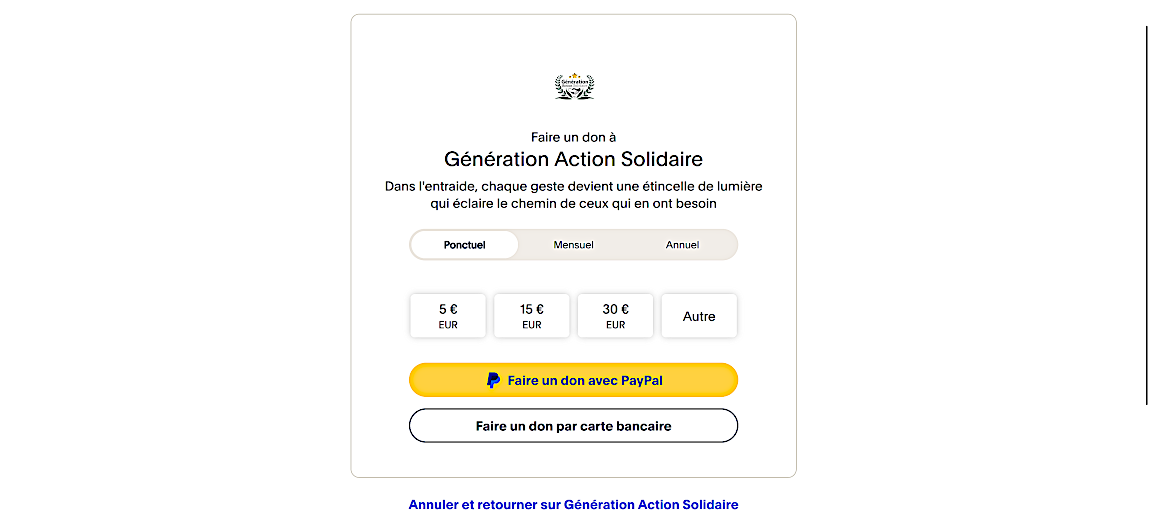 Génération
Faire un don à
Génération Action Solidaire
Dans l'entraide, chaque geste devient une étincelle de lumière
qui éclaire le chemin de ceux qui en ont besoin
Ponctuel Mensuel Annuel
5 € 15 € 30 € Autre
EUR EUR EUR
Faire un don avec PayPal
Faire un don par carte bancaire
Annuler et retourner sur Génération Action Solidaire